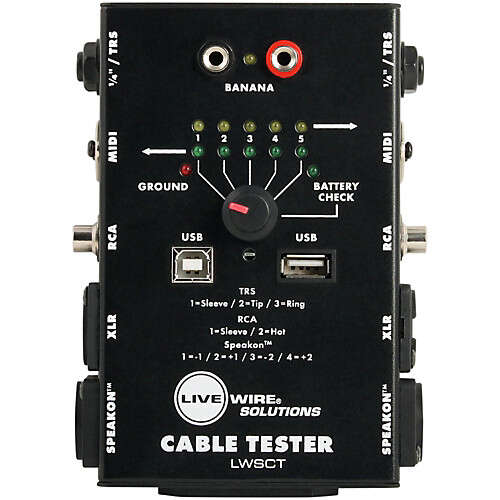 ¼" / TRS
¼" / TRS
BANANA
MIDI
MIDI
1 2 3 4 5
GROUND
BATTERY
CHECK
RCA
RCA
USB
USB
TRS
1=Sleeve / 2=Tip / 3=Ring
RCA
1=Sleeve / 2=Hot
Speakon™
1=-1 / 2=+1 / 3=-2 / 4=+2
XLR
XLR
SPEAKON™
SPEAKON™
LIVE WIRE®
SOLUTIONS
CABLE TESTER
LWSCT